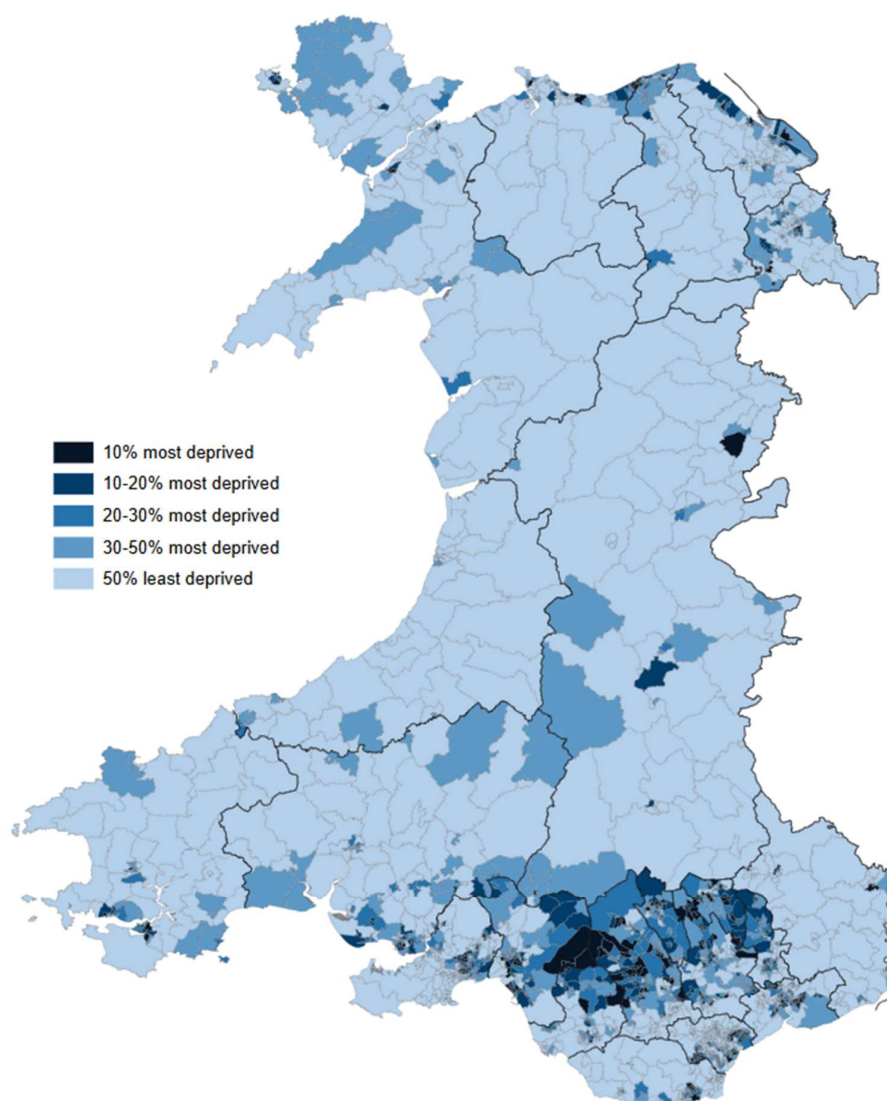 10% most deprived
10-20% most deprived
20-30% most deprived
30-50% most deprived
50% least deprived